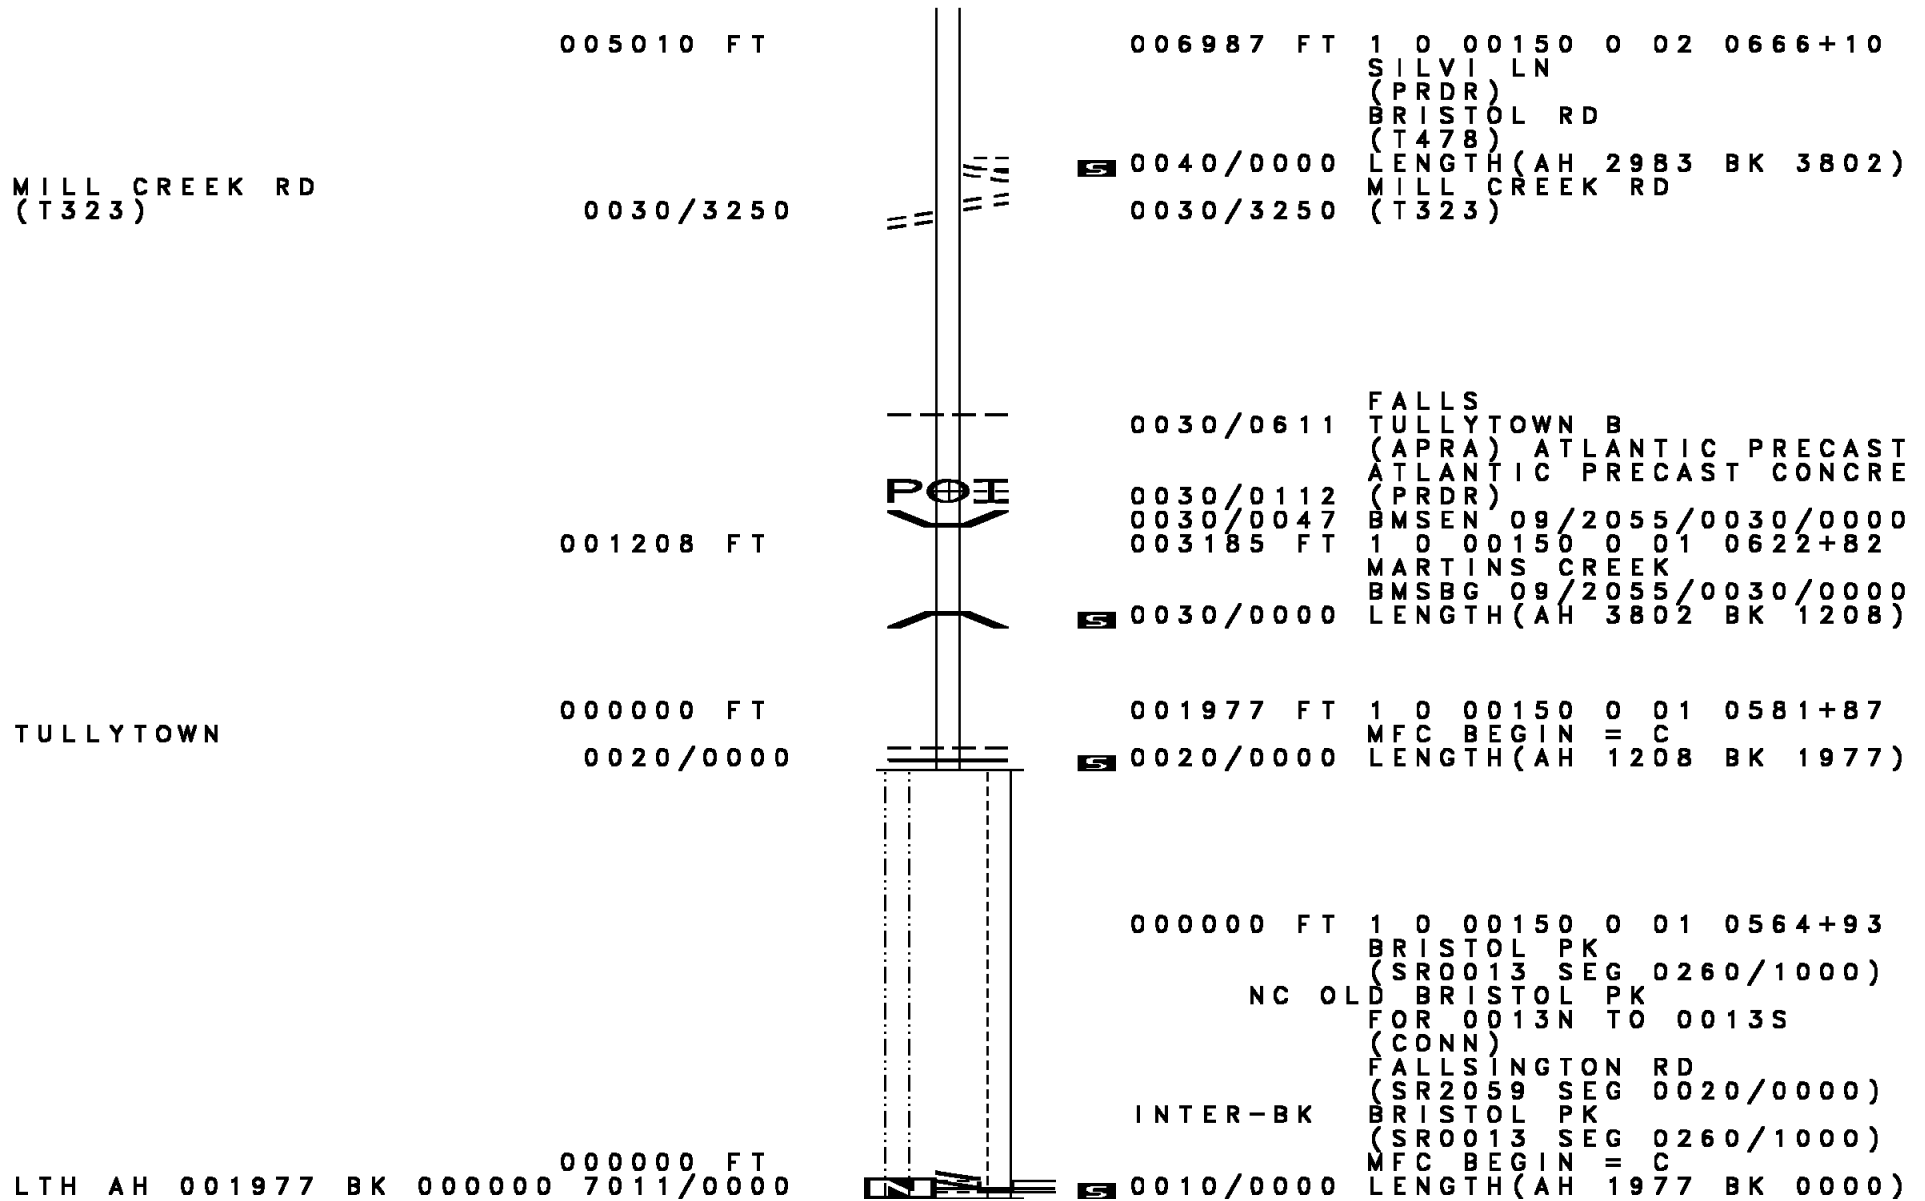 005010 FT 006987 FT 1 0 00150 0 02 0666+10
SILVI LN
(PRDR)
BRISTOL RD
(T478)
S 0040/0000 LENGTH(AH 2983 BK 3802)
MILL CREEK RD MILL CREEK RD
(T323) 0030/3250 0030/3250 (T323)
FALLS
0030/0611 TULLYTOWN B
(APRA) ATLANTIC PRECAST
ATLANTIC PRECAST CONCRE
POI 0030/0112 (PRDR)
0030/0047 BMSEN 09/2055/0030/0000
001208 FT 003185 FT 1 0 00150 0 01 0622+82
MARTINS CREEK
BMSBG 09/2055/0030/0000
S 0030/0000 LENGTH(AH 3802 BK 1208)
000000 FT 001977 FT 1 0 00150 0 01 0581+87
TULLYTOWN MFC BEGIN = C
0020/0000 S 0020/0000 LENGTH(AH 1208 BK 1977)
000000 FT 1 0 00150 0 01 0564+93
BRISTOL PK
(SR0013 SEG 0260/1000)
NC OLD BRISTOL PK
FOR 0013N TO 0013S
(CONN)
FALLSINGTON RD
(SR2059 SEG 0020/0000)
INTER-BK BRISTOL PK
(SR0013 SEG 0260/1000)
000000 FT MFC BEGIN = C
LTH AH 001977 BK 000000 7011/0000 S 0010/0000 LENGTH(AH 1977 BK 0000)